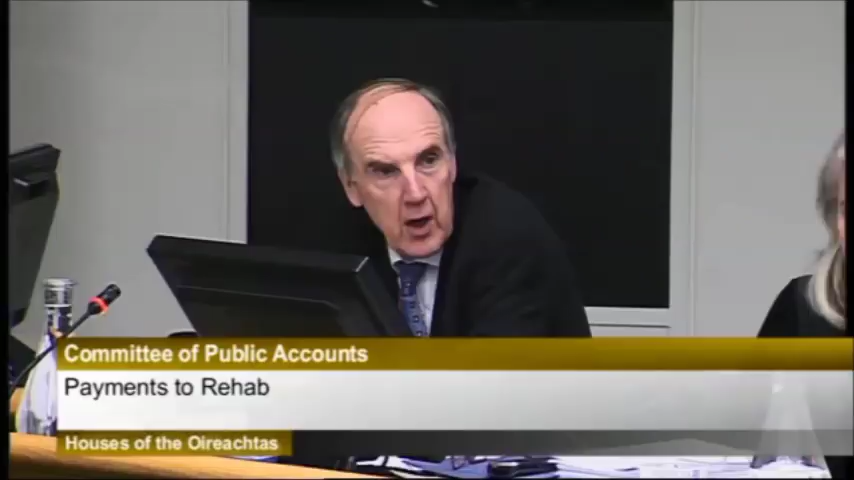 Committee of Public Accounts
Payments to Rehab
Houses of the Oireachtas